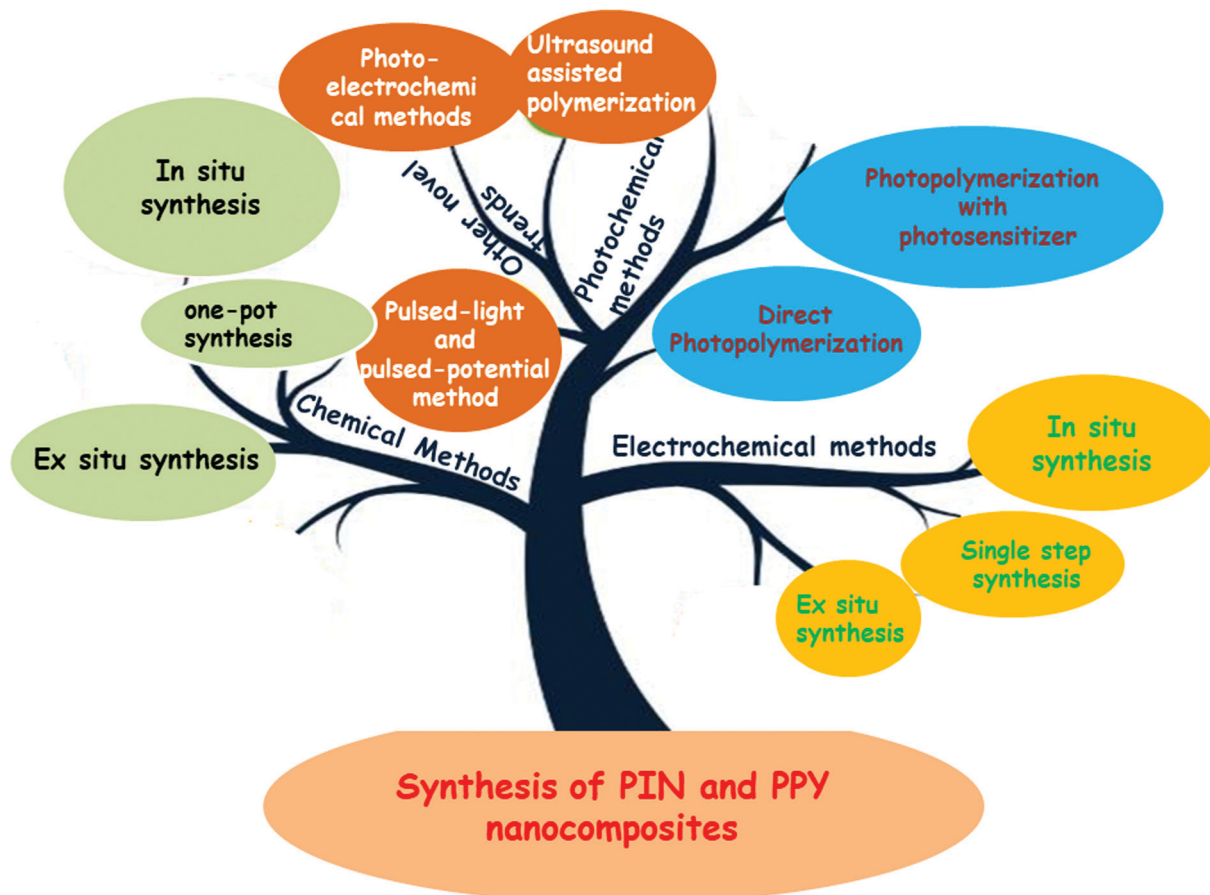 Photo-
electrochemi
cal methods
Ultrasound
assisted
polymerization
In situ
synthesis
Other novel
trends
Photochemical
methods
Photopolymerization
with
photosensitizer
one-pot
synthesis
Pulsed-light
and
pulsed-potential
method
Direct
Photopolymerization
Ex situ synthesis
Chemical Methods
Electrochemical methods
In situ
synthesis
Single step
synthesis
Ex situ
synthesis
Synthesis of PIN and PPY
nanocomposites